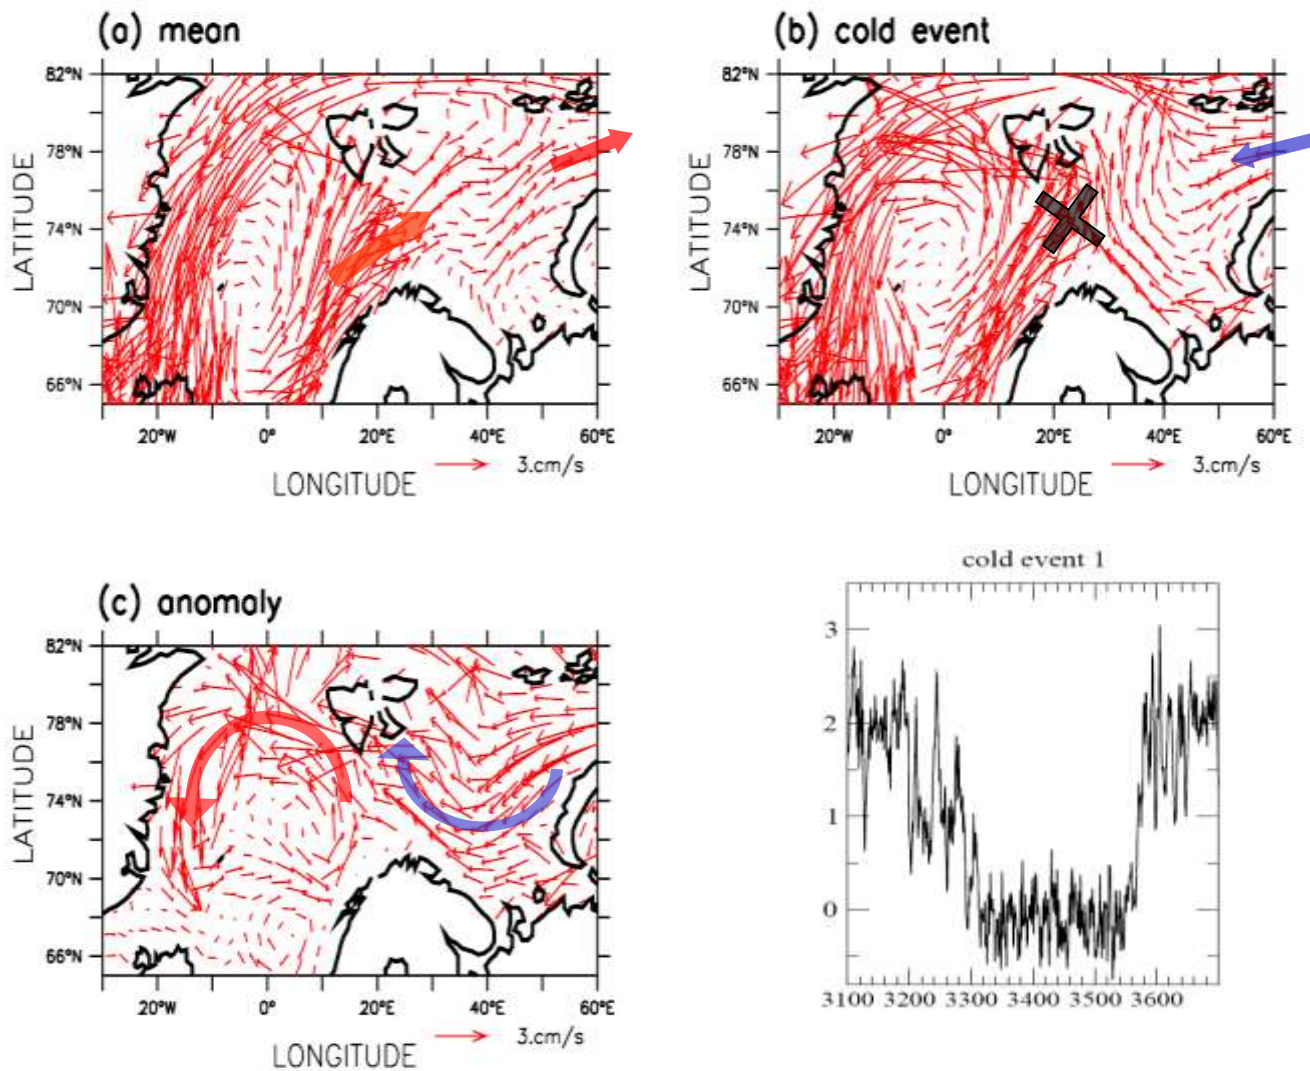 (a) mean
82°N
78°N
74°N
70°N
66°N
LATITUDE
20°W
0°
20°E
40°E
60°E
3.cm/s
LONGITUDE
(b) cold event
82°N
78°N
74°N
70°N
66°N
LATITUDE
20°W
0°
20°E
40°E
60°E
3.cm/s
LONGITUDE
(c) anomaly
82°N
78°N
74°N
70°N
66°N
LATITUDE
20°W
0°
20°E
40°E
60°E
3.cm/s
LONGITUDE
cold event 1
3
2
1
0
3100 3200 3300 3400 3500 3600